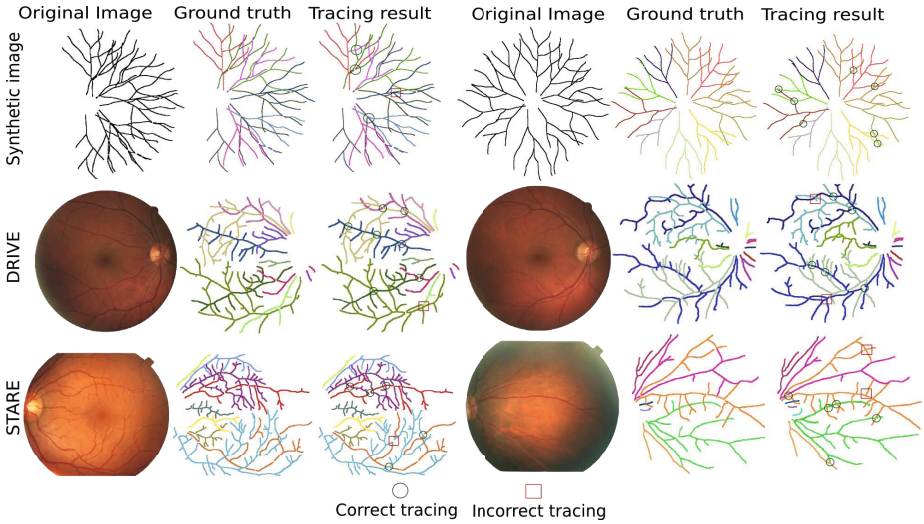 Original Image Ground truth Tracing result Original Image Ground truth Tracing result
Synthetic image
DRIVE
STARE
Correct tracing Incorrect tracing